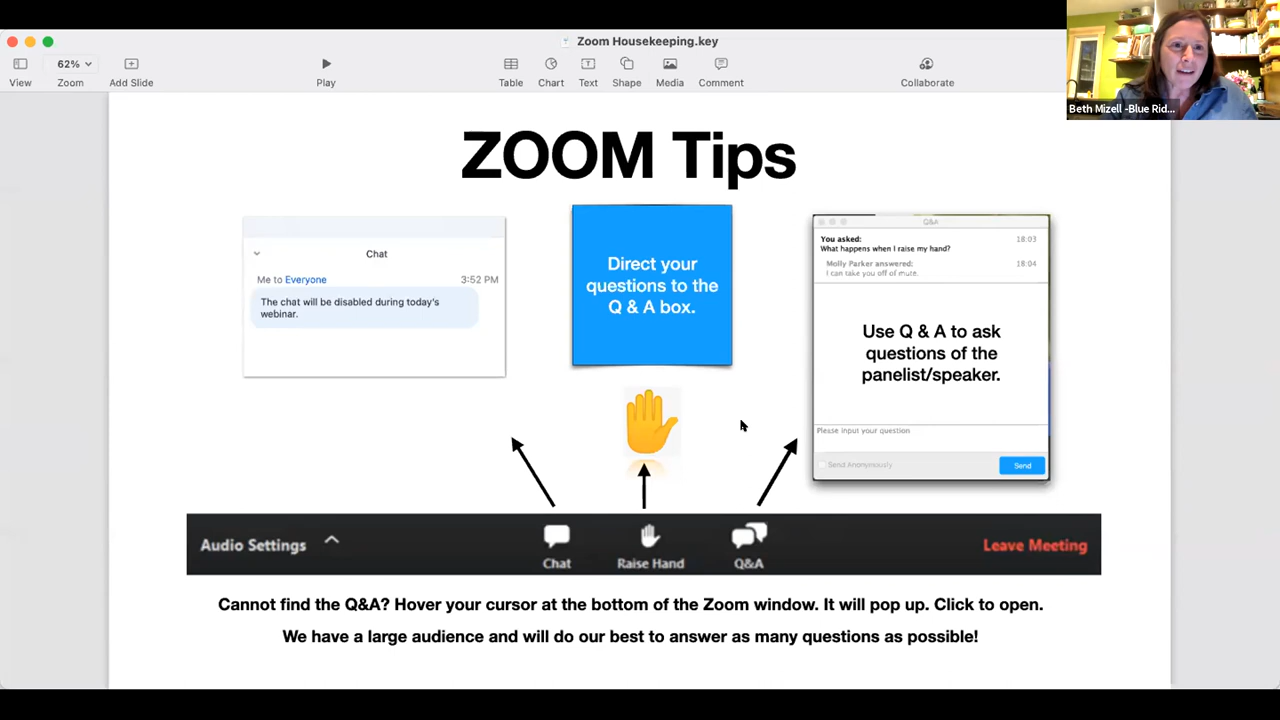 Zoom Housekeeping.key
62%
View
Zoom
Add Slide
Play
Table
Chart
Text
Shape
Media
Comment
Collaborate
Beth Mizell -Blue Rid...
ZOOM Tips
Chat
Me to Everyone
3:52 PM
The chat will be disabled during today's
webinar.
Direct your
questions to the
Q & A box.
Q&A
You asked:
18:03
What happens when I raise my hand?
Molly Parker answered:
18:04
I can take you off of mute.
Use Q & A to ask
questions of the
panelist/speaker.
Please input your question
Send Anonymously
Send
Audio Settings
Chat
Raise Hand
Q&A
Leave Meeting
Cannot find the Q&A? Hover your cursor at the bottom of the Zoom window. It will pop up. Click to open.
We have a large audience and will do our best to answer as many questions as possible!